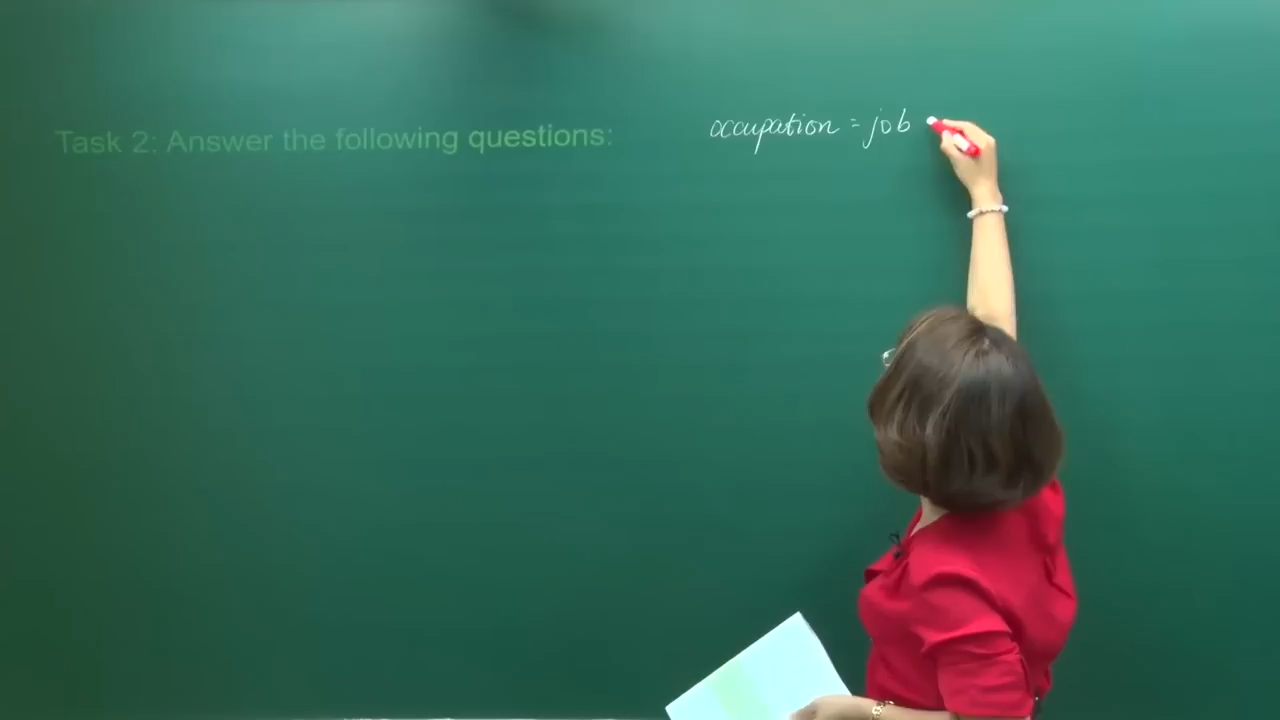 Task 2: Answer the following questions:
occupation = job